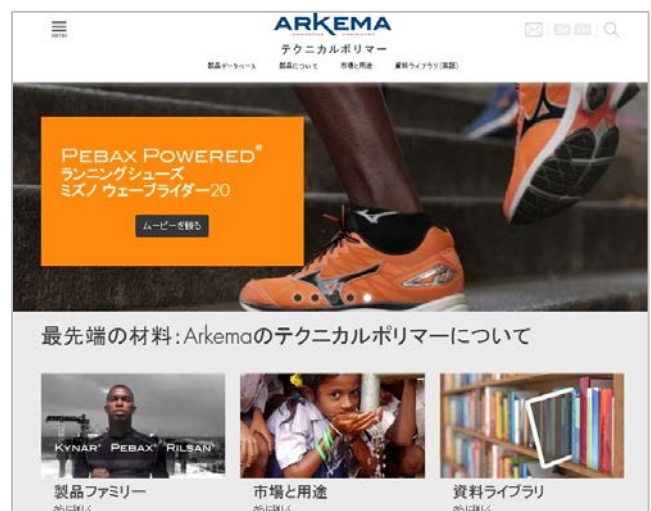 MENU
ARKEMA
INNOVATIVE CHEMISTRY
テクニカルポリマー
製品データベース 製品について 市場と用途 資料ライブラリ(英語)
PEBAX POWERED®
ランニングシューズ
ミズノ ウェーブライダー20
ムービーを観る
最先端の材料:Arkemaのテクニカルポリマーについて
KYNAR® PEBAX® RILSAN®
製品ファミリー
市場と用途
資料ライブラリ